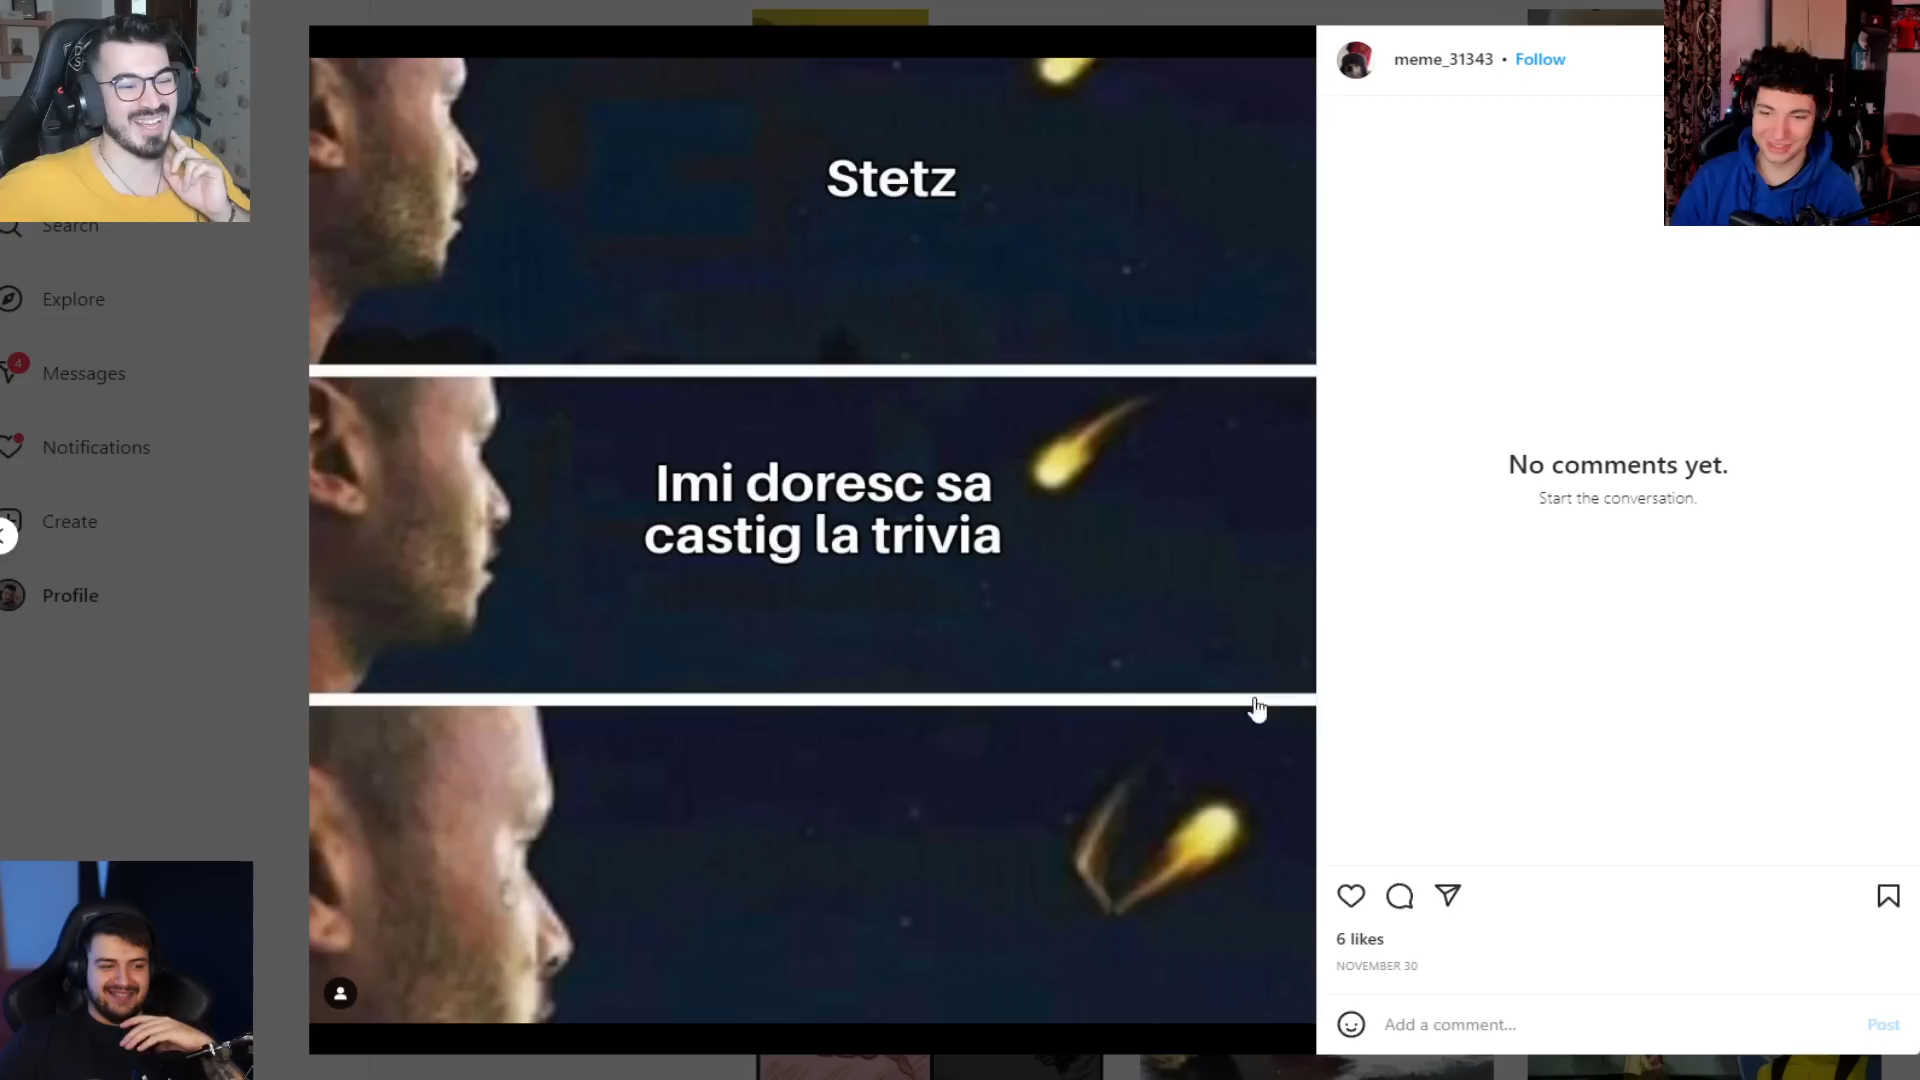 meme_31343 • Follow
Stetz
Search
Explore
4
Messages
Imi doresc sa
castig la trivia
Notifications
No comments yet.
Start the conversation.
Create
Profile
6 likes
NOVEMBER 30
Add a comment...
Post